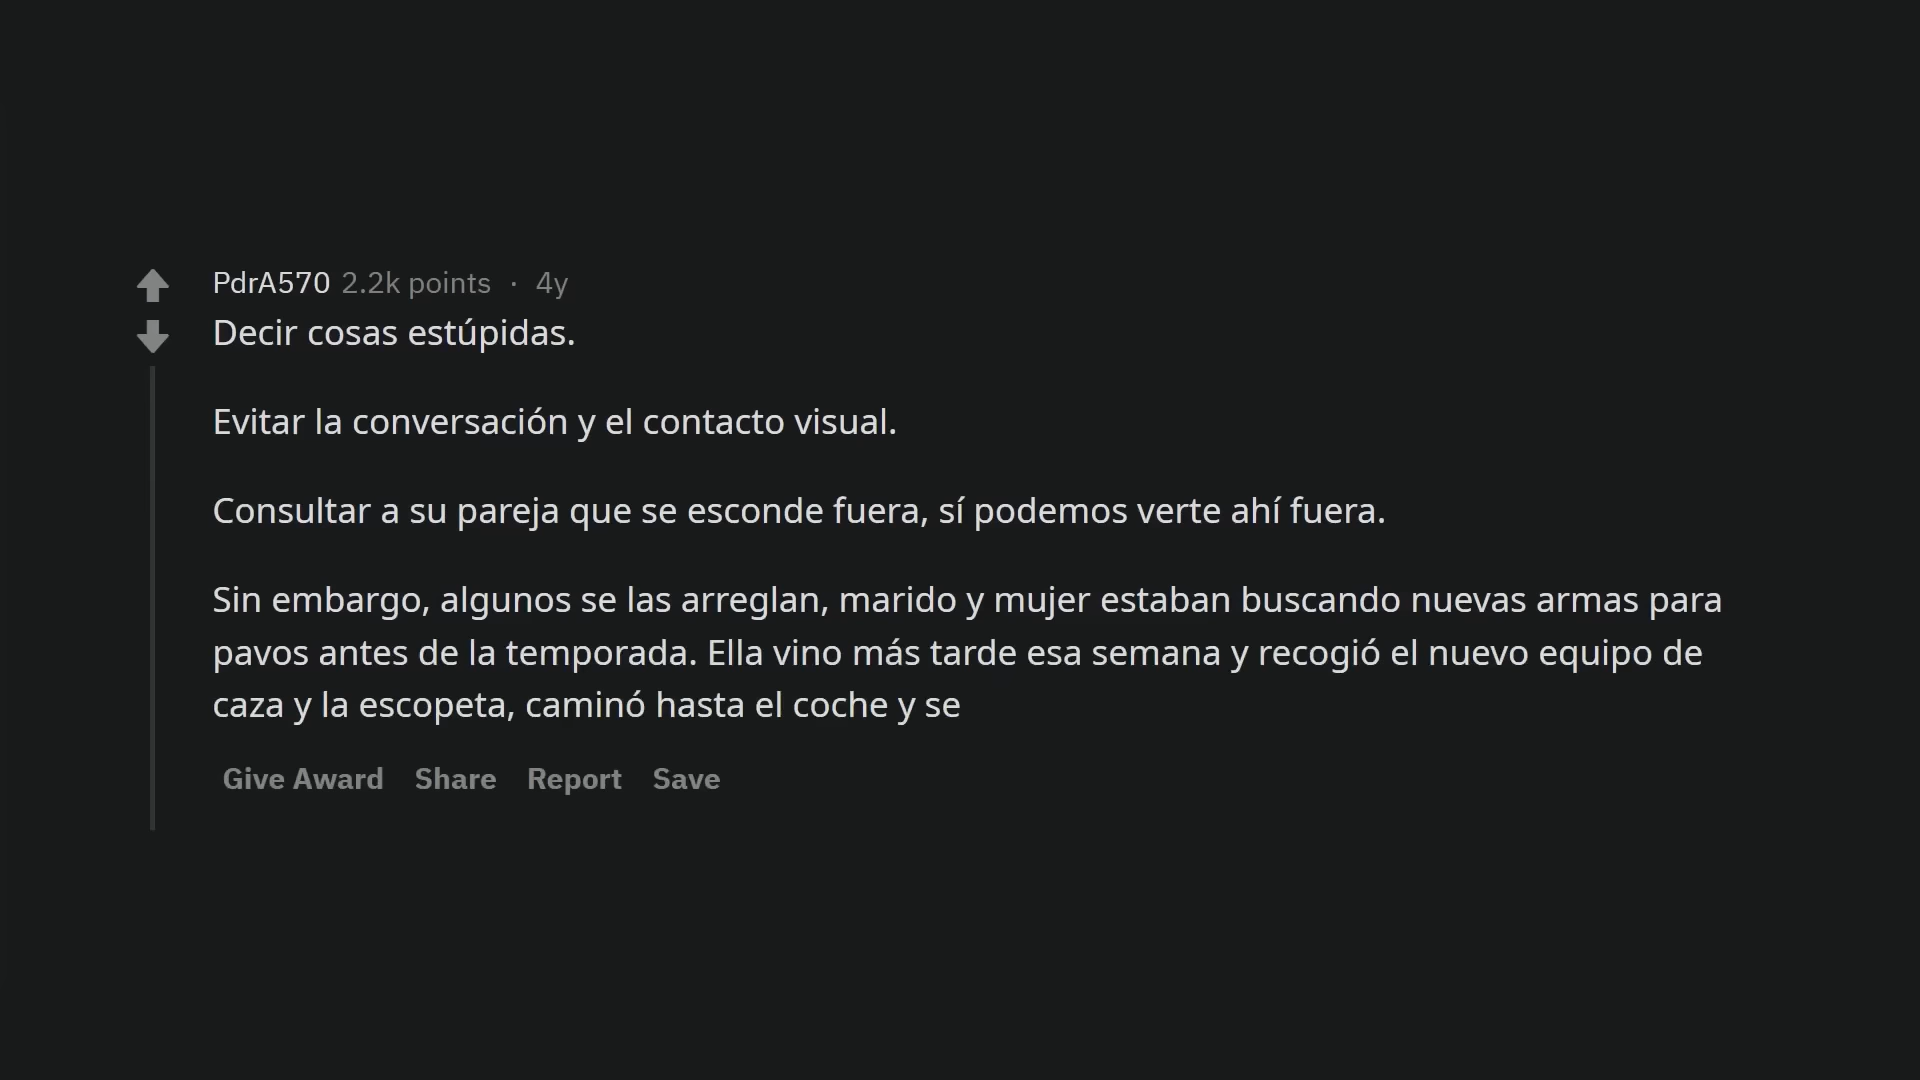 PdrA570 2.2k points · 4y
Decir cosas estúpidas.
Evitar la conversación y el contacto visual.
Consultar a su pareja que se esconde fuera, sí podemos verte ahí fuera.
Sin embargo, algunos se las arreglan, marido y mujer estaban buscando nuevas armas para
pavos antes de la temporada. Ella vino más tarde esa semana y recogió el nuevo equipo de
caza y la escopeta, caminó hasta el coche y se
Give Award Share Report Save